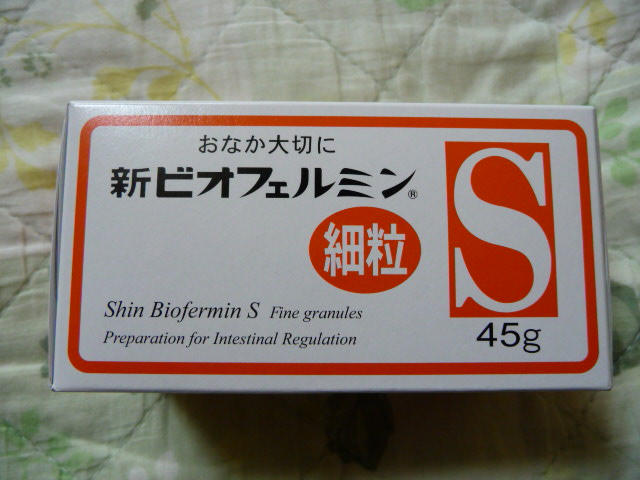 おなか大切に
新ビオフェルミン®
S
細粒
Shin Biofermin S Fine granules
Preparation for Intestinal Regulation
45g